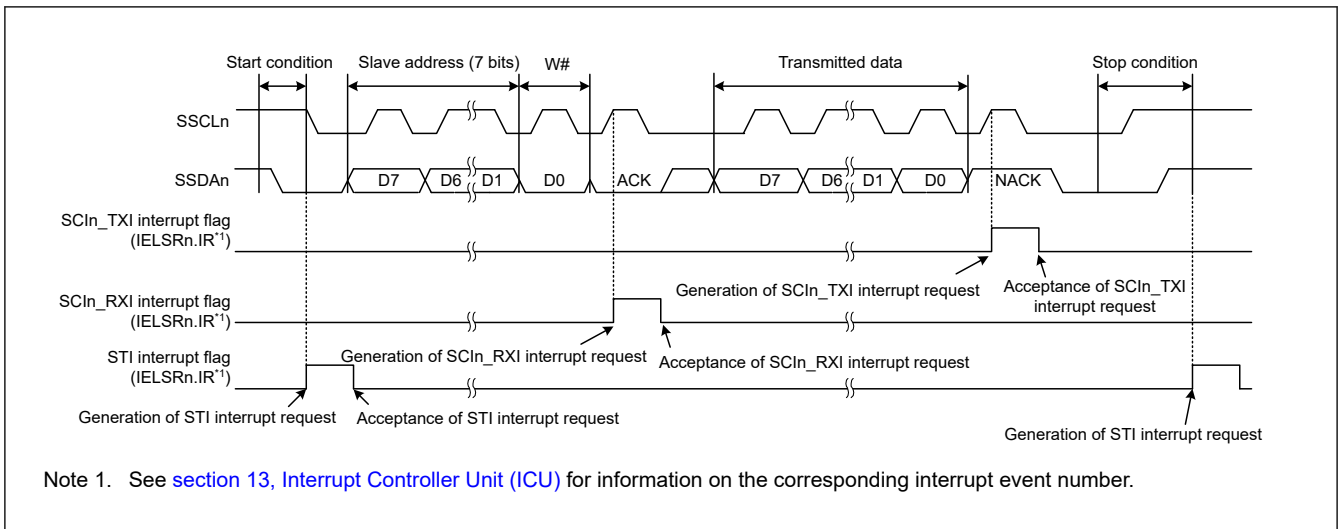 Start condition Slave address (7 bits) W# Transmitted data Stop condition
SSCLn
SSDAn D7 D6 D1 D0 ACK D7 D6 D1 D0 NACK
SCIn_TXI interrupt flag
(IELSRn.IR*1)
Generation of SCIn_TXI interrupt request
Acceptance of SCIn_TXI
interrupt request
SCIn_RXI interrupt flag
(IELSRn.IR*1)
Generation of SCIn_RXI interrupt request
Acceptance of SCIn_RXI interrupt request
STI interrupt flag
(IELSRn.IR*1)
Generation of STI interrupt request
Acceptance of STI interrupt request
Generation of STI interrupt request
Note 1. See section 13, Interrupt Controller Unit (ICU) for information on the corresponding interrupt event number.